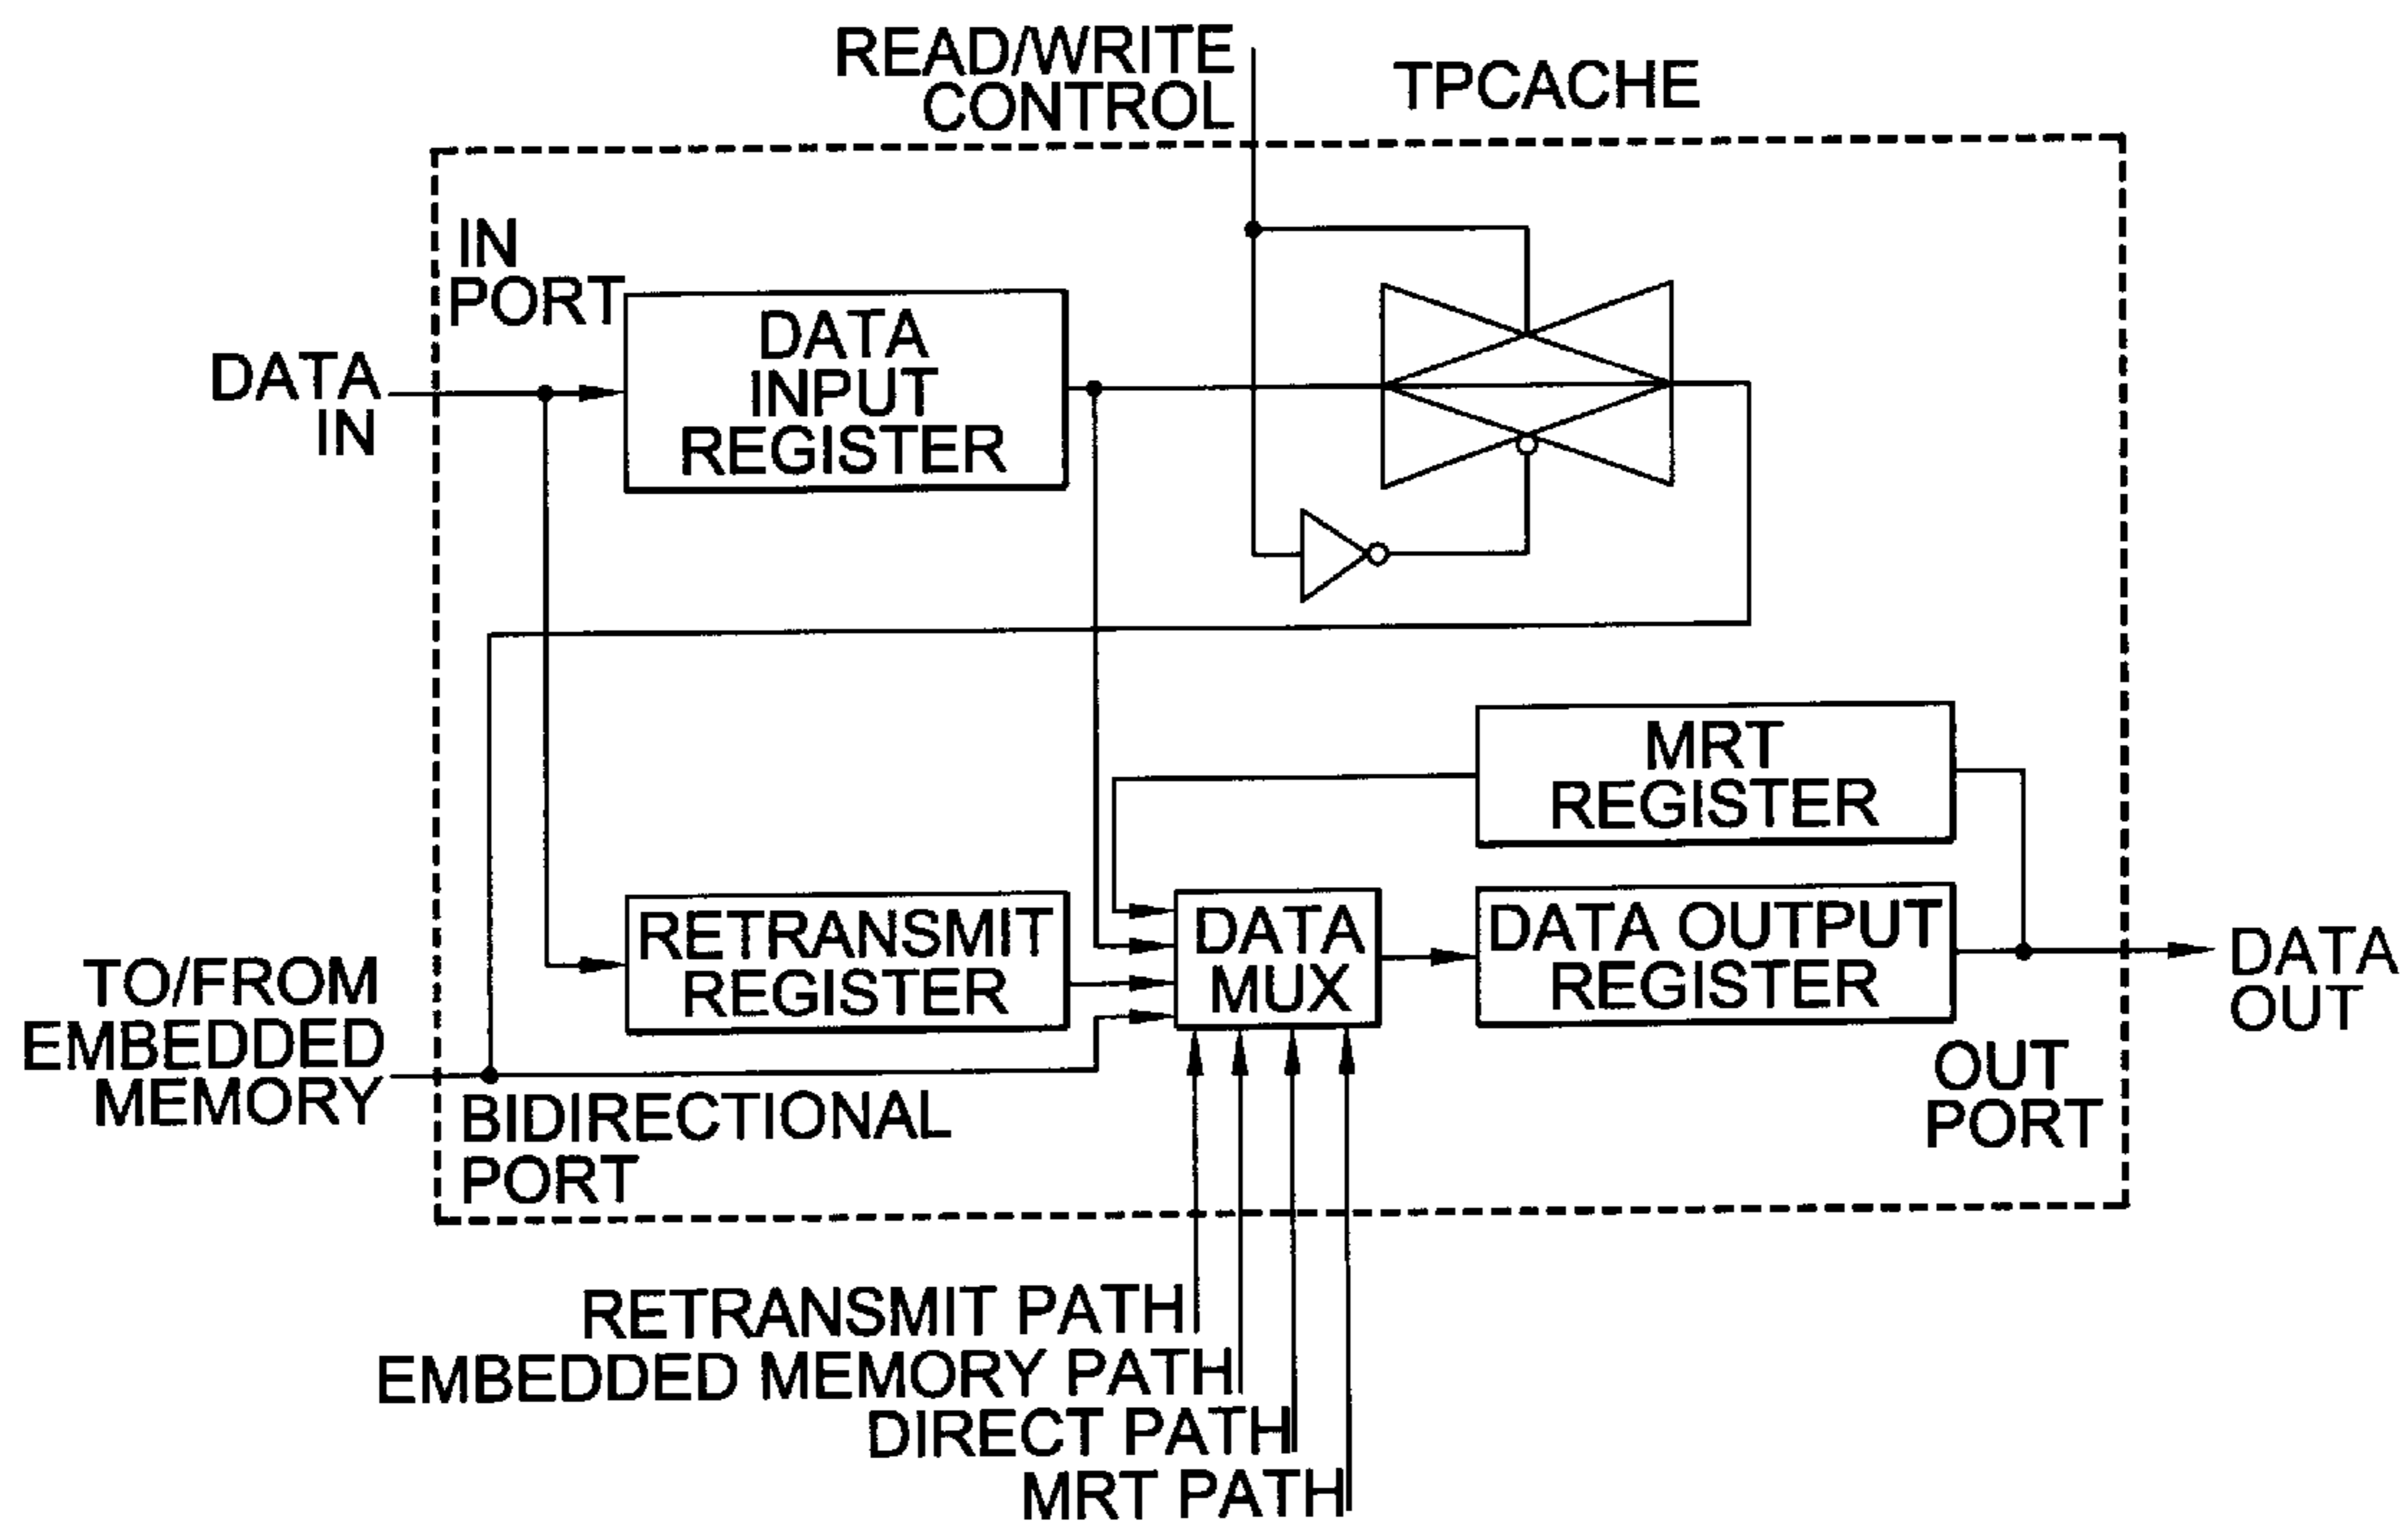 READ/WRITE
CONTROL
TPCACHE
IN
PORT
DATA
IN
DATA
INPUT
REGISTER
MRT
REGISTER
RETRANSMIT
REGISTER
DATA
MUX
DATA OUTPUT
REGISTER
DATA
OUT
TO/FROM
EMBEDDED
MEMORY
BIDIRECTIONAL
PORT
OUT
PORT
RETRANSMIT PATH
EMBEDDED MEMORY PATH
DIRECT PATH
MRT PATH